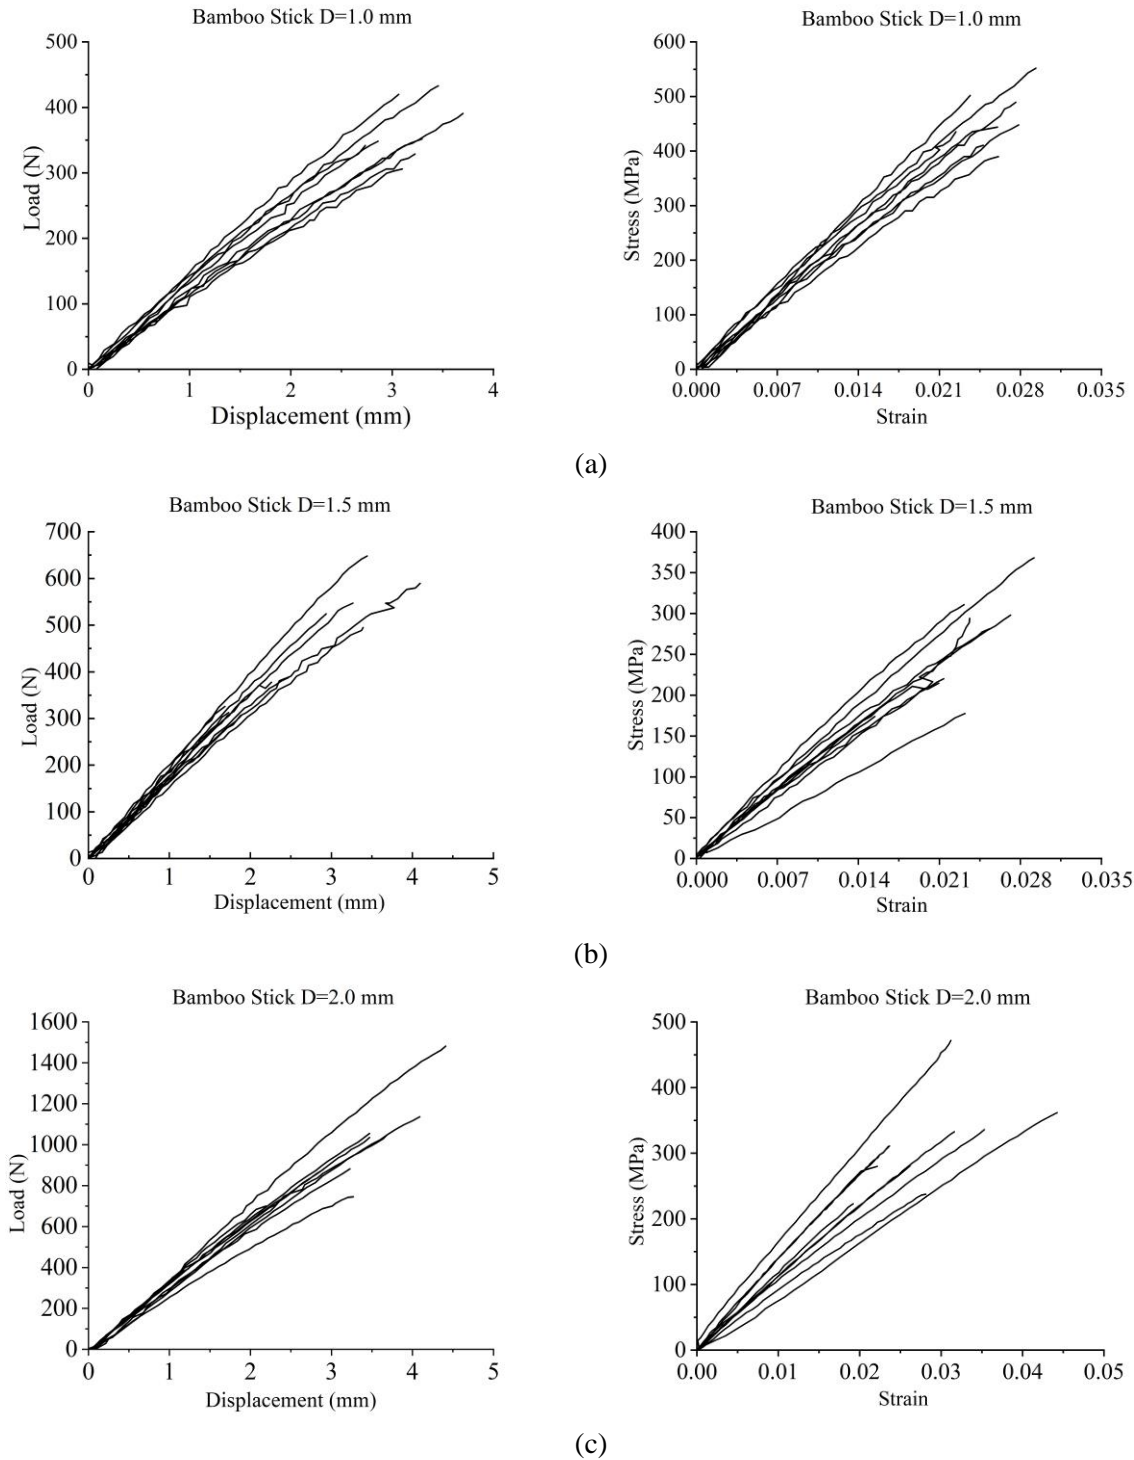 Bamboo Stick D=1.0 mm
500
400
300
200
100
0
Load (N)
0 1 2 3 4
Displacement (mm)
Bamboo Stick D=1.0 mm
600
500
400
300
200
100
0
Stress (MPa)
0.000 0.007 0.014 0.021 0.028 0.035
Strain
(a)
Bamboo Stick D=1.5 mm
700
600
500
400
300
200
100
0
Load (N)
0 1 2 3 4 5
Displacement (mm)
Bamboo Stick D=1.5 mm
400
350
300
250
200
150
100
50
0
Stress (MPa)
0.000 0.007 0.014 0.021 0.028 0.035
Strain
(b)
Bamboo Stick D=2.0 mm
1600
1400
1200
1000
800
600
400
200
0
Load (N)
0 1 2 3 4 5
Displacement (mm)
Bamboo Stick D=2.0 mm
500
400
300
200
100
0
Stress (MPa)
0.00 0.01 0.02 0.03 0.04 0.05
Strain
(c)